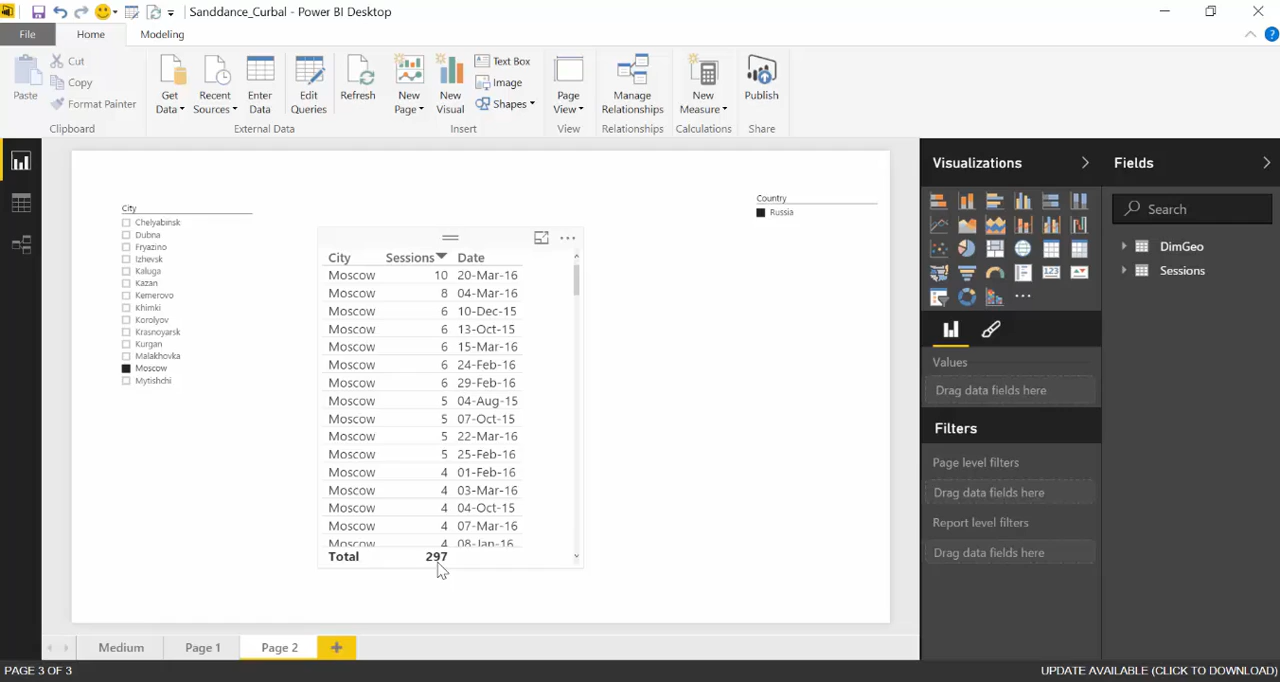 Sanddance_Curbal - Power BI Desktop
File
Home
Modeling
Paste
Cut
Copy
Format Painter
Clipboard
Get Data
Recent Sources
Enter Data
External Data
Edit Queries
Refresh
New Page
New Visual
Text Box
Image
Shapes
Insert
Page View
View
Manage Relationships
Relationships
New Measure
Calculations
Publish
Share
City
Chelyabinsk
Dubna
Fryazino
Izhevsk
Kaluga
Kazan
Kemerovo
Khimki
Korolyov
Krasnoyarsk
Kurgan
Malakhovka
Moscow
Mytishchi
City Sessions Date
Moscow 10 20-Mar-16
Moscow 8 04-Mar-16
Moscow 6 10-Dec-15
Moscow 6 13-Oct-15
Moscow 6 15-Mar-16
Moscow 6 24-Feb-16
Moscow 6 29-Feb-16
Moscow 5 04-Aug-15
Moscow 5 07-Oct-15
Moscow 5 22-Mar-16
Moscow 5 25-Feb-16
Moscow 4 01-Feb-16
Moscow 4 03-Mar-16
Moscow 4 04-Oct-15
Moscow 4 07-Mar-16
Moscow 4 08-Jan-16
Total 297
Country
Russia
Visualizations
123
Values
Drag data fields here
Filters
Page level filters
Drag data fields here
Report level filters
Drag data fields here
Fields
Search
DimGeo
Sessions
Medium
Page 1
Page 2
PAGE 3 OF 3
UPDATE AVAILABLE (CLICK TO DOWNLOAD)